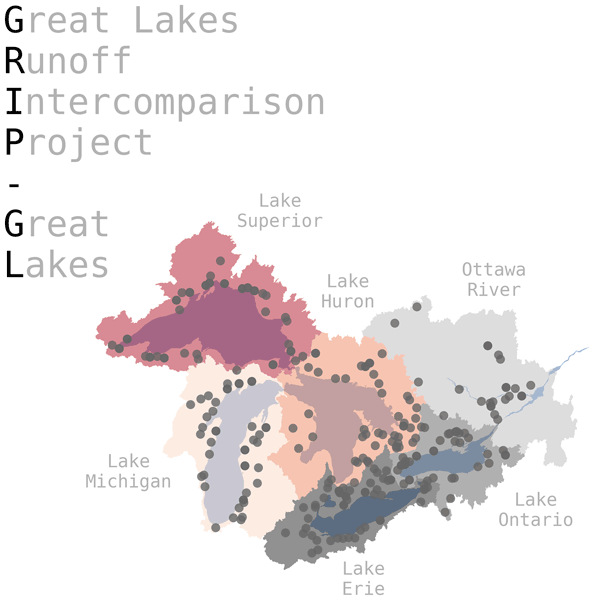 Great Lakes
Runoff
Intercomparison
Project
-
Great
Lakes
Lake
Superior
Lake
Huron
Ottawa
River
Lake
Michigan
Lake
Ontario
Lake
Erie